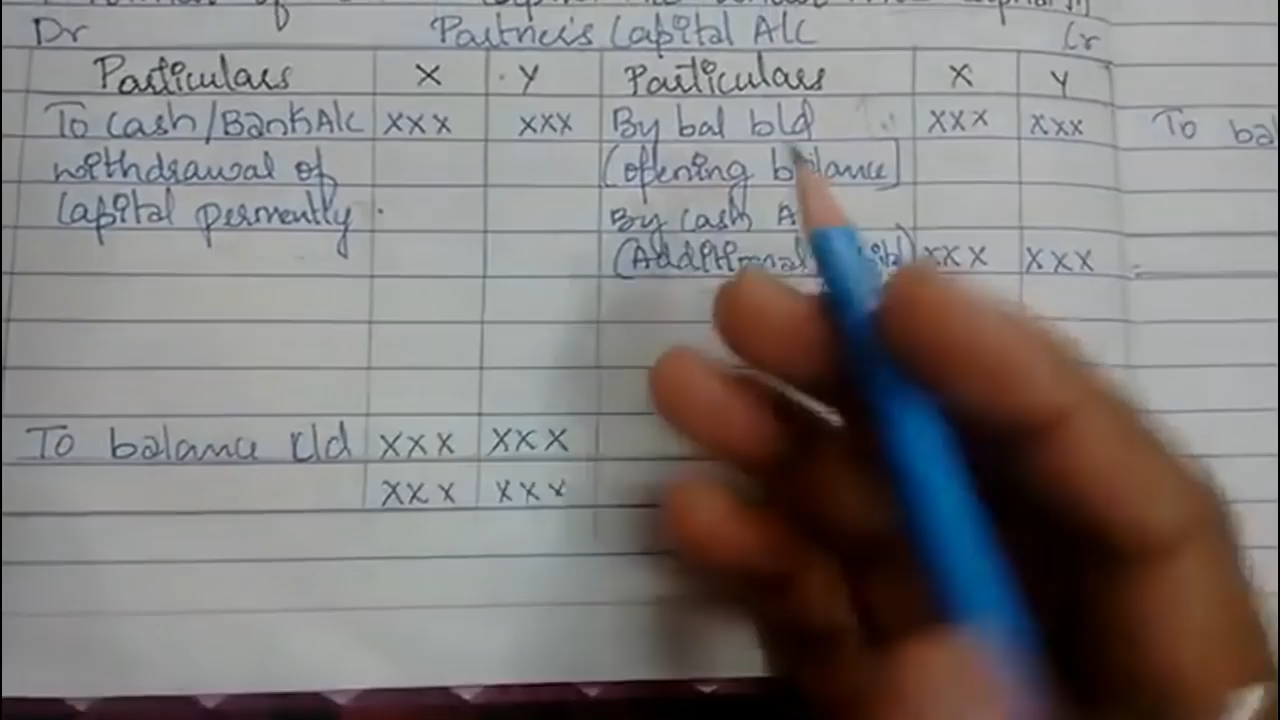 Dr Partner's Capital A/c Cr
Particulars X Y Particulars X Y
To Cash/Bank A/c XXX XXX By bal b/d XXX XXX To ba
withdrawal of (opening balance)
Capital permently . By Cash A
(Additional XXX XXX
To balance c/d XXX XXX
XXX XXX